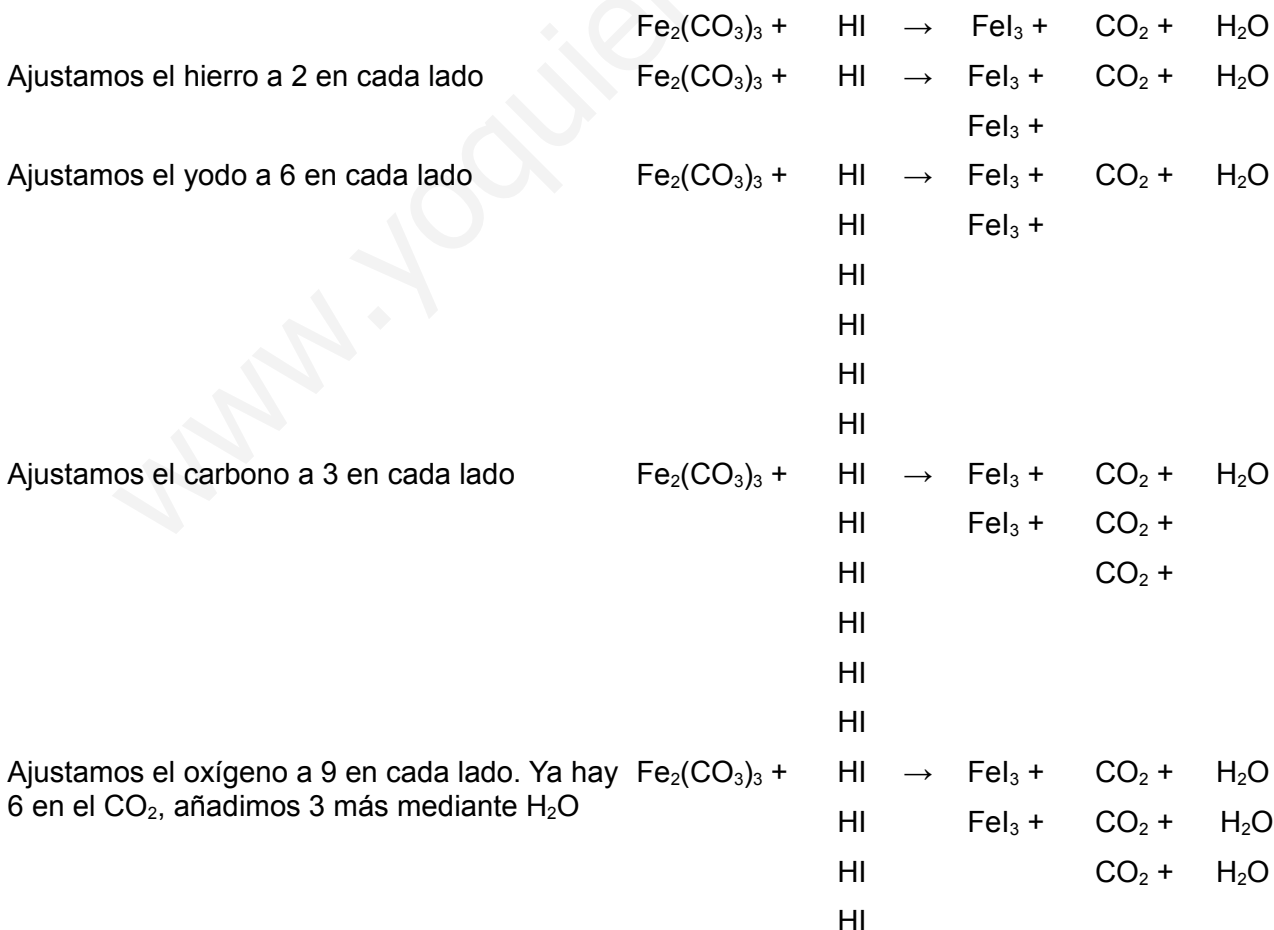 Fe₂(CO₃)₃ + HI → FeI₃ + CO₂ + H₂O
Ajustamos el hierro a 2 en cada lado Fe₂(CO₃)₃ + HI → FeI₃ + CO₂ + H₂O
FeI₃ +
Ajustamos el yodo a 6 en cada lado Fe₂(CO₃)₃ + HI → FeI₃ + CO₂ + H₂O
HI FeI₃ +
HI
HI
HI
HI
Ajustamos el carbono a 3 en cada lado Fe₂(CO₃)₃ + HI → FeI₃ + CO₂ + H₂O
HI FeI₃ + CO₂ +
HI CO₂ +
HI
HI
HI
Ajustamos el oxígeno a 9 en cada lado. Ya hay Fe₂(CO₃)₃ + HI → FeI₃ + CO₂ + H₂O
6 en el CO₂, añadimos 3 más mediante H₂O
HI FeI₃ + CO₂ + H₂O
HI CO₂ + H₂O
HI
www.yoquie